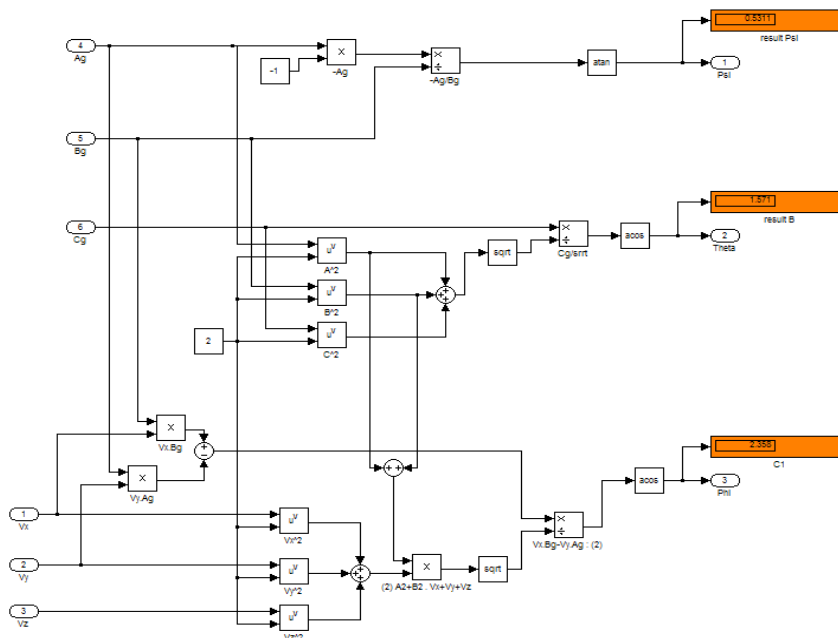 0.5311
result Psi
4
Ag
-1
×
-Ag
×
÷
-Ag/Bg
atan
1
Psi
5
Bg
1.571
result B
6
Cg
×
÷
Cg/srrt
acos
2
Theta
u^v
A^2
sqrt
u^v
B^2
+
+
+
2
u^v
C^2
×
Vx.Bg
+
−
+ +
2.356
C1
×
Vy.Ag
acos
3
Phi
1
Vx
u^v
Vx^2
×
÷
Vx.Bg-Vy.Ag : (2)
2
Vy
u^v
Vy^2
+
+
+
×
(2) A2+B2 . Vx+Vy+Vz
sqrt
3
Vz
u^v
Vz^2